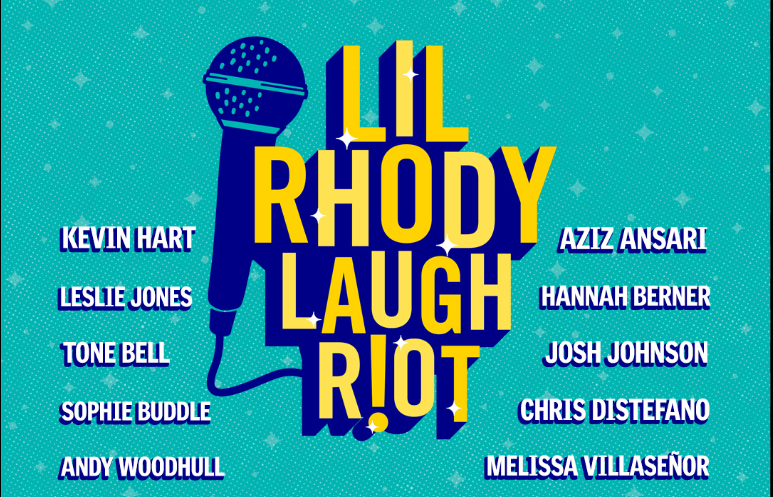 LIL
RHODY
LAUGH
R!OT
KEVIN HART
LESLIE JONES
TONE BELL
SOPHIE BUDDLE
ANDY WOODHULL
AZIZ ANSARI
HANNAH BERNER
JOSH JOHNSON
CHRIS DISTEFANO
MELISSA VILLASEÑOR